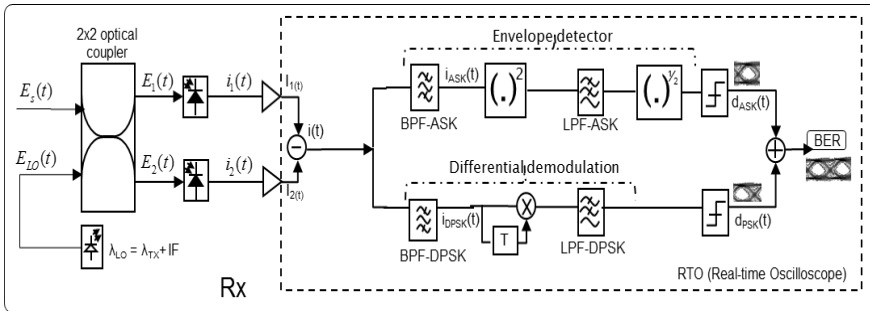 2x2 optical
coupler
E_s(t)
E_LO(t)
E_1(t)
E_2(t)
i_1(t)
i_2(t)
I_1(t)
I_2(t)
i(t)
λ_LO = λ_TX + IF
Rx
Envelope detector
BPF-ASK
i_ASK(t)
(.)^2
LPF-ASK
(.)^½
d_ASK(t)
Differential demodulation
BPF-DPSK
i_DPSK(t)
T
LPF-DPSK
d_PSK(t)
BER
RTO (Real-time Oscilloscope)